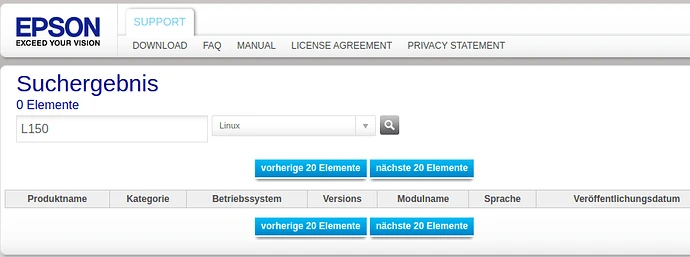 EPSON
EXCEED YOUR VISION
SUPPORT
DOWNLOAD FAQ MANUAL LICENSE AGREEMENT PRIVACY STATEMENT
Suchergebnis
0 Elemente
L150 Linux
vorherige 20 Elemente nächste 20 Elemente
Produktname Kategorie Betriebssystem Versions Modulname Sprache Veröffentlichungsdatum
vorherige 20 Elemente nächste 20 Elemente